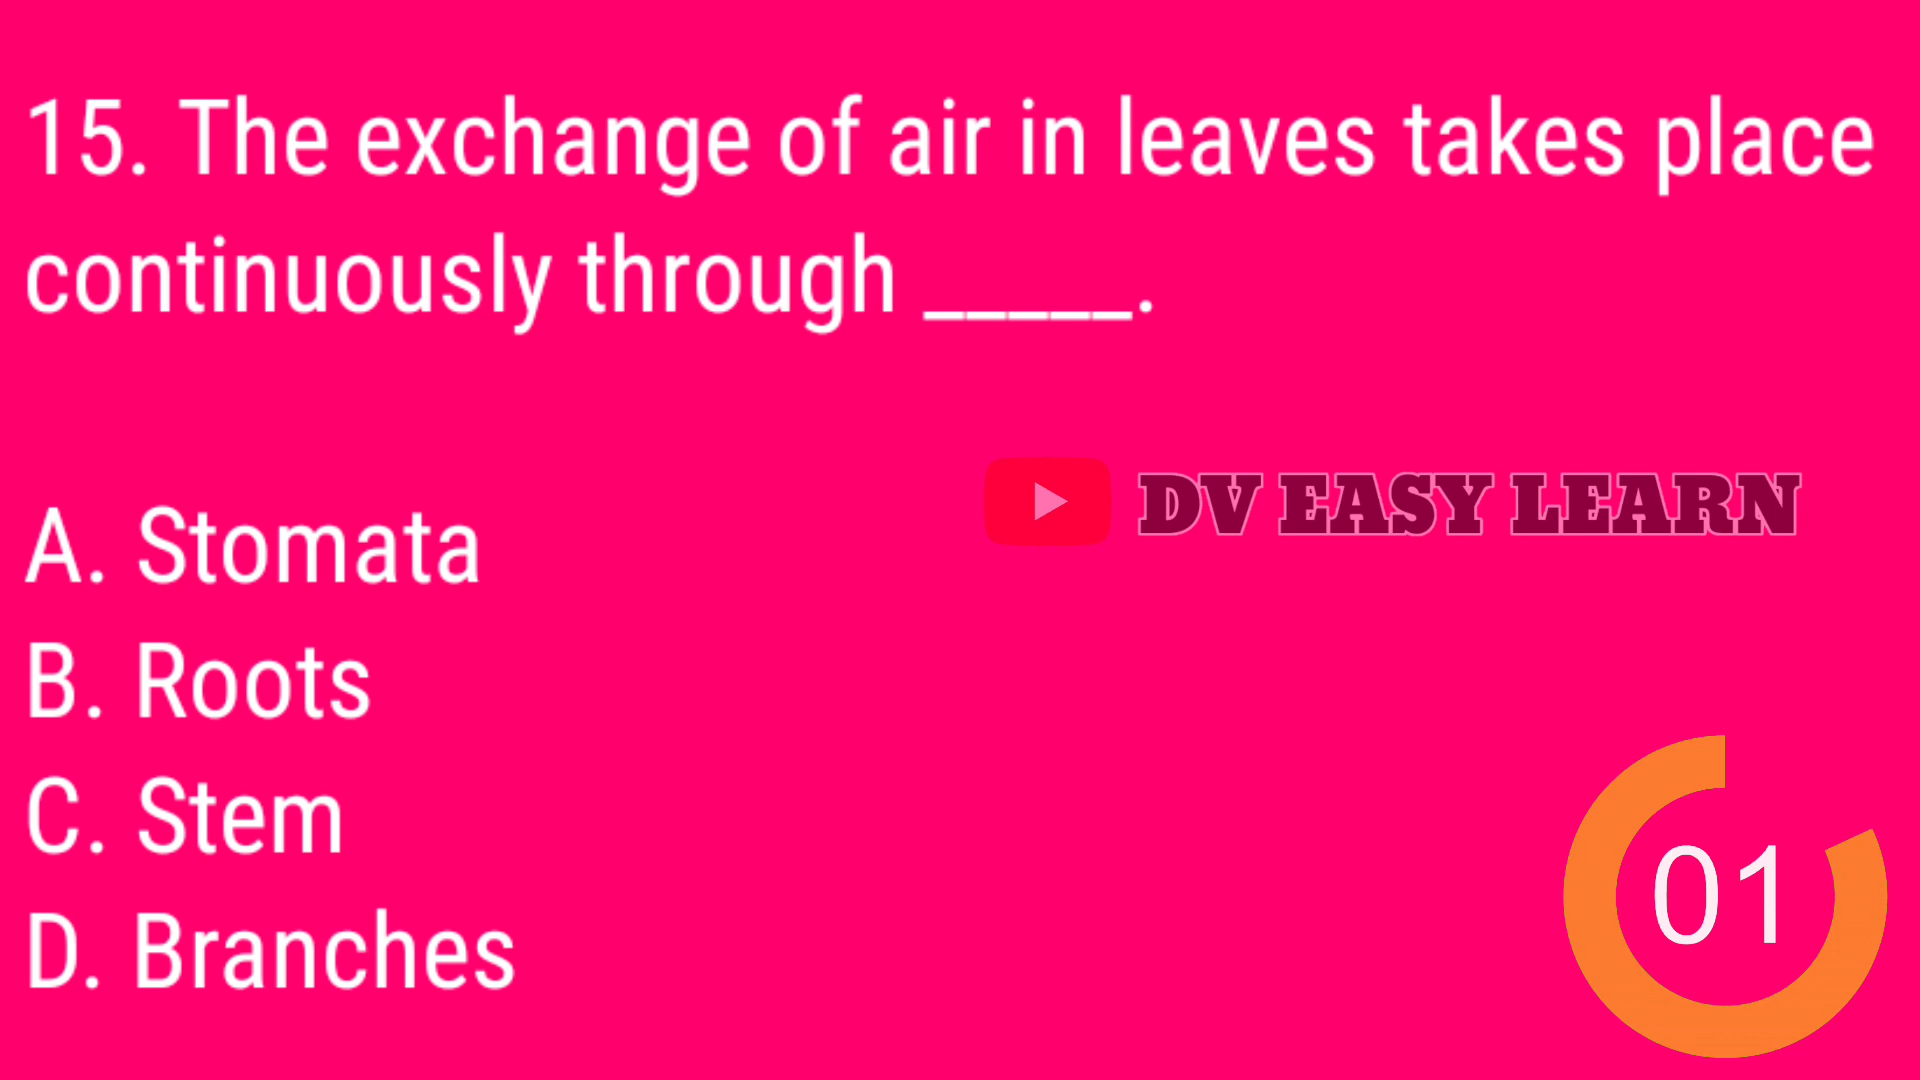 15. The exchange of air in leaves takes place
continuously through _____.
DV EASY LEARN
A. Stomata
B. Roots
C. Stem
D. Branches
01